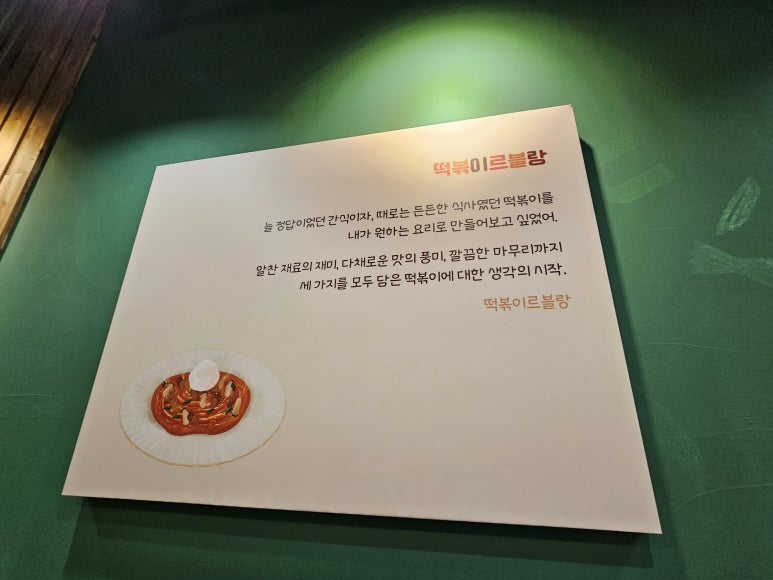 떡볶이르블랑
늘 정답이었던 간식이자, 때로는 든든한 식사였던 떡볶이를
내가 원하는 요리로 만들어보고 싶었어.
알찬 재료의 재미, 다채로운 맛의 풍미, 깔끔한 마무리까지
세 가지를 모두 담은 떡볶이에 대한 생각의 시작.
떡볶이르블랑